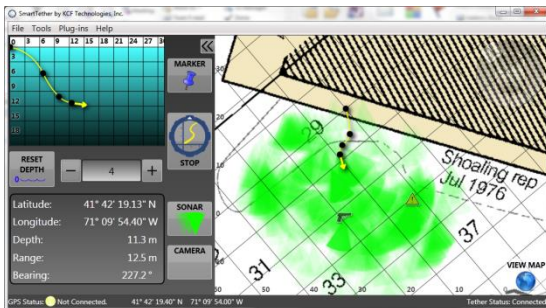 SmartTether by KCF Technologies, Inc.
File Tools Plug-ins Help
0 3 6 9 12 15 18 21 24 27 30
3
6
9
12
15
18
MARKER
STOP
RESET
DEPTH
4
Latitude: 41° 42' 19.13" N
Longitude: 71° 09' 54.40" W
Depth: 11.3 m
Range: 12.5 m
Bearing: 227.2 °
SONAR
CAMERA
29
Shoaling rep
Jul 1976
37
31
33
VIEW MAP
GPS Status: Not Connected. 41° 42' 19.40" N 71° 09' 54.00" W Tether Status: Connected.